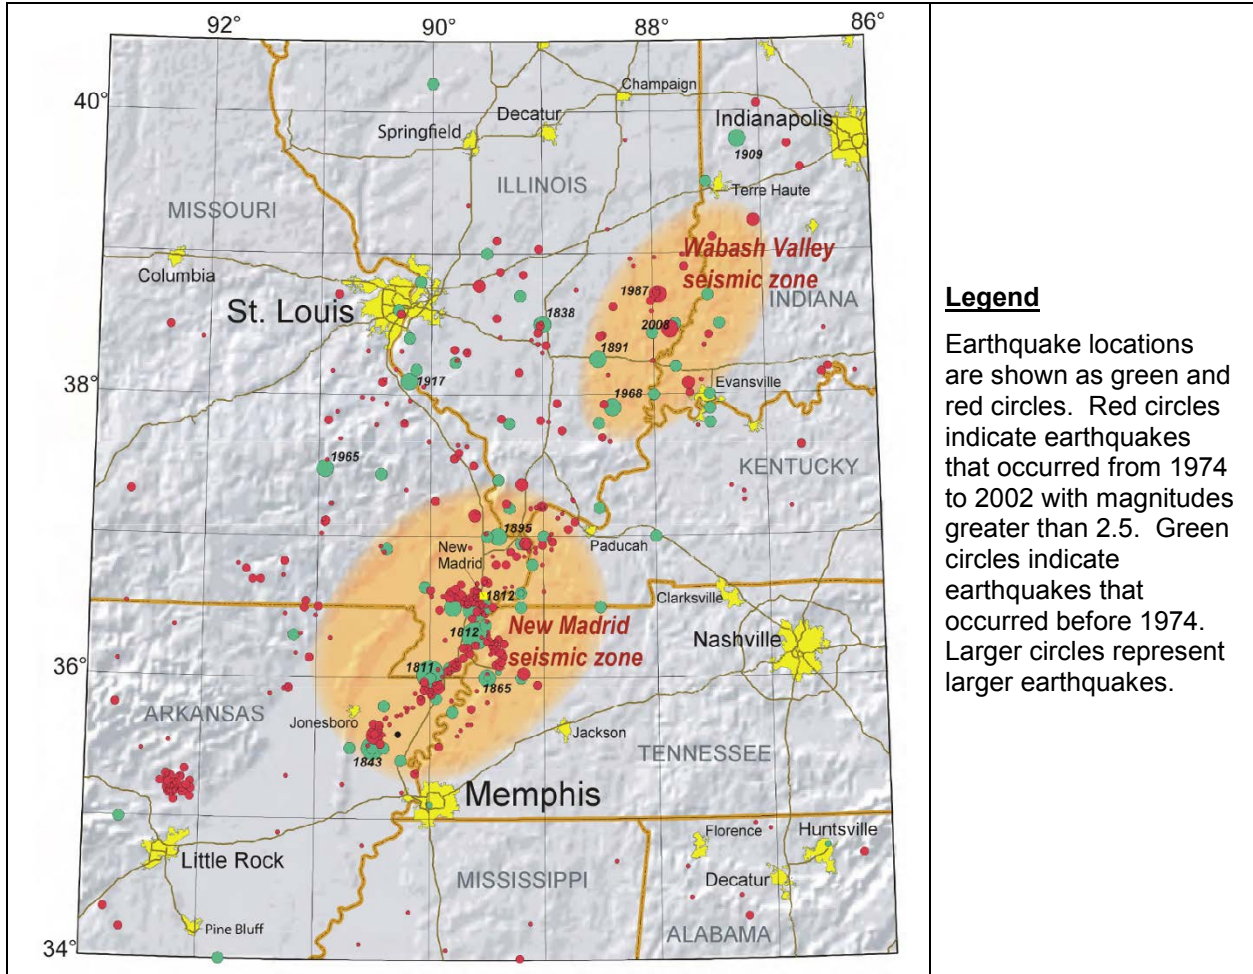 92°
90°
88°
86°
40°
Champaign
Decatur
Indianapolis
Springfield
1909
ILLINOIS
Terre Haute
MISSOURI
Wabash Valley
seismic zone
Columbia
1987
INDIANA
St. Louis
1838
2008
1891
38°
1917
Evansville
1968
1965
KENTUCKY
1895
New
Madrid
Paducah
1812
Clarksville
1812
New Madrid
seismic zone
Nashville
36°
1811
1865
ARKANSAS
Jonesboro
Jackson
TENNESSEE
1843
Memphis
Florence
Huntsville
Little Rock
MISSISSIPPI
Decatur
Pine Bluff
ALABAMA
34°
Legend
Earthquake locations
are shown as green and
red circles. Red circles
indicate earthquakes
that occurred from 1974
to 2002 with magnitudes
greater than 2.5. Green
circles indicate
earthquakes that
occurred before 1974.
Larger circles represent
larger earthquakes.